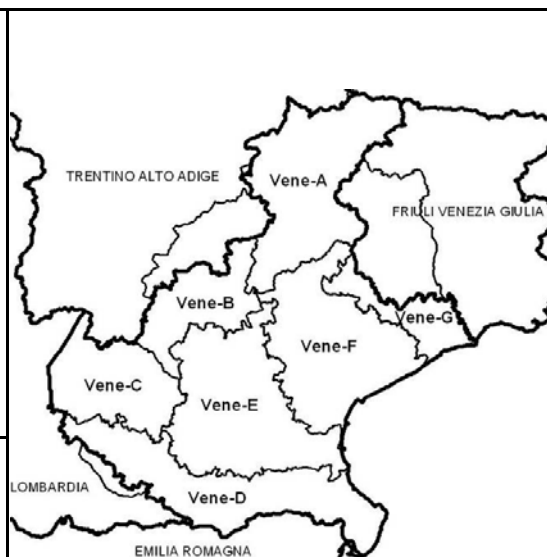 TRENTINO ALTO ADIGE
Vene-A
FRIULI VENEZIA GIULIA
Vene-B
Vene-G
Vene-F
Vene-C
Vene-E
LOMBARDIA
Vene-D
EMILIA ROMAGNA